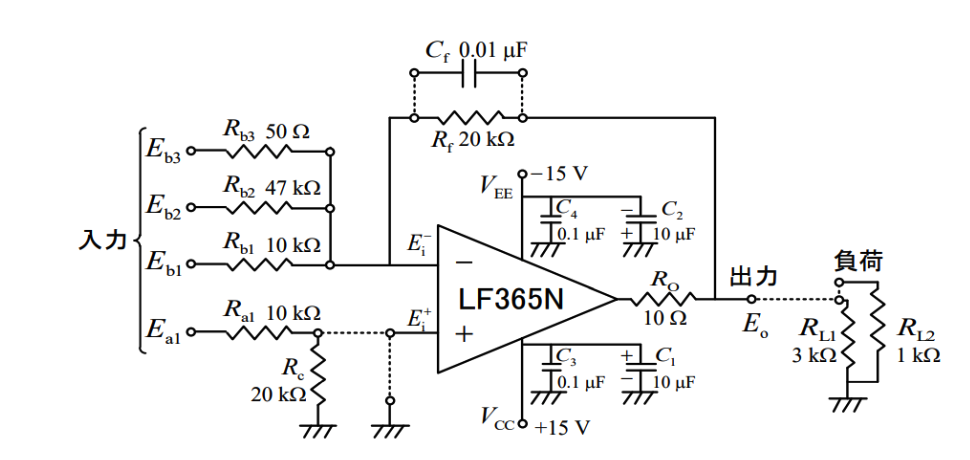 Cf 0.01 μF
Rf 20 kΩ
入力
Eb3
Rb3 50 Ω
Eb2
Rb2 47 kΩ
Eb1
Rb1 10 kΩ
Ea1
Ra1 10 kΩ
Rc
20 kΩ
VEE
−15 V
C4
0.1 μF
C2
− +
10 μF
Ei−
−
LF365N
Ei+
+
RO
10 Ω
出力
Eo
負荷
RL1
3 kΩ
RL2
1 kΩ
C3
0.1 μF
C1
+ −
10 μF
VCC
+15 V